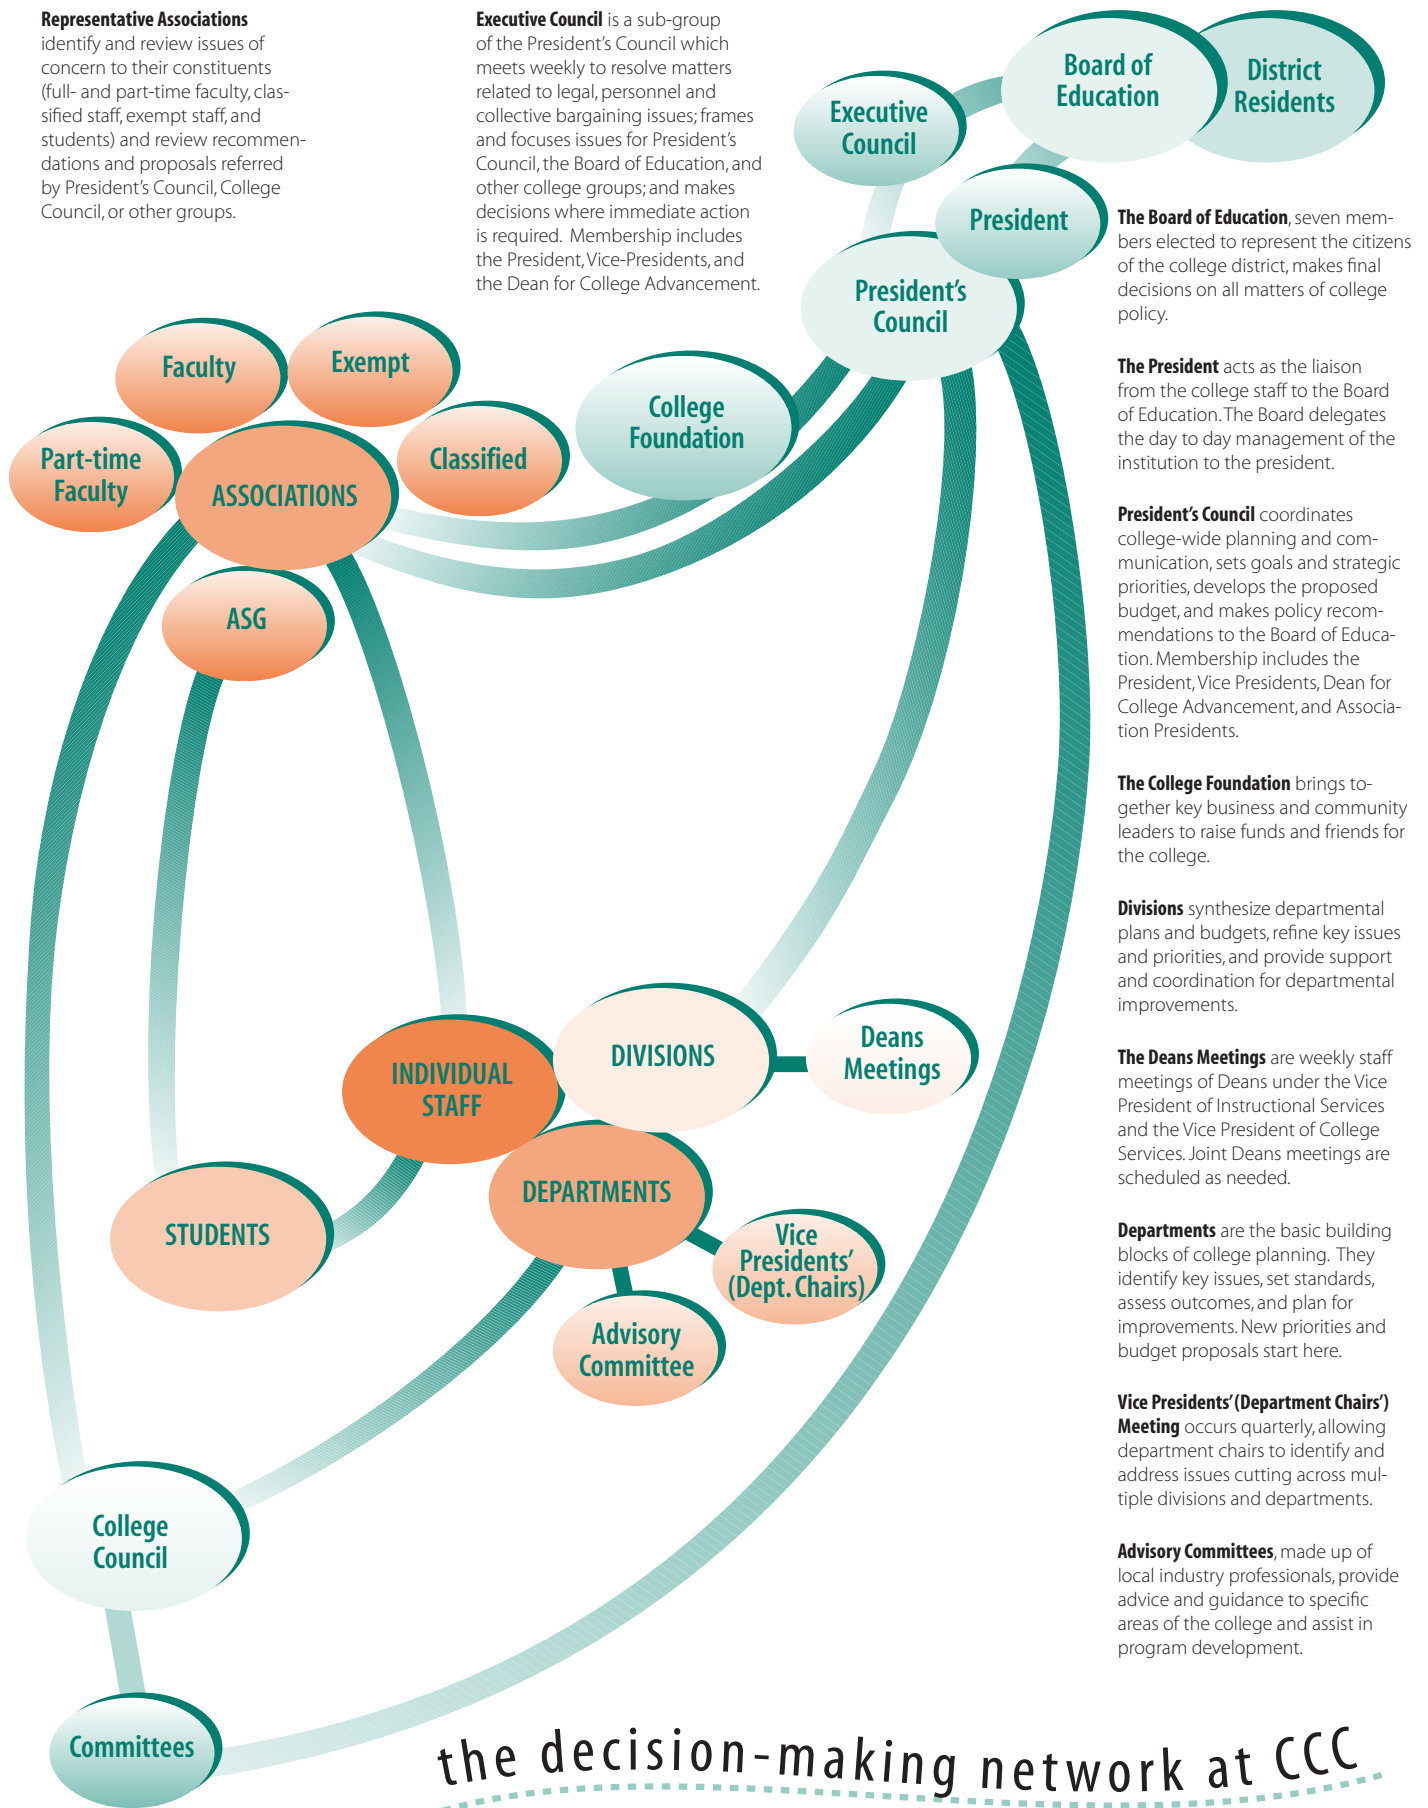 Representative Associations
identify and review issues of
concern to their constituents
(full- and part-time faculty, clas-
sified staff, exempt staff, and
students) and review recommen-
dations and proposals referred
by President's Council, College
Council, or other groups.
Executive Council is a sub-group
of the President's Council which
meets weekly to resolve matters
related to legal, personnel and
collective bargaining issues; frames
and focuses issues for President's
Council, the Board of Education, and
other college groups; and makes
decisions where immediate action
is required. Membership includes
the President, Vice-Presidents, and
the Dean for College Advancement.
Board of
Education
District
Residents
Executive
Council
President
President's
Council
College
Foundation
Faculty
Exempt
Part-time
Faculty
ASSOCIATIONS
Classified
ASG
INDIVIDUAL
STAFF
DIVISIONS
Deans
Meetings
DEPARTMENTS
STUDENTS
Vice
Presidents'
(Dept. Chairs)
Advisory
Committee
College
Council
Committees
The Board of Education, seven mem-
bers elected to represent the citizens
of the college district, makes final
decisions on all matters of college
policy.
The President acts as the liaison
from the college staff to the Board
of Education. The Board delegates
the day to day management of the
institution to the president.
President's Council coordinates
college-wide planning and com-
munication, sets goals and strategic
priorities, develops the proposed
budget, and makes policy recom-
mendations to the Board of Educa-
tion. Membership includes the
President, Vice Presidents, Dean for
College Advancement, and Associa-
tion Presidents.
The College Foundation brings to-
gether key business and community
leaders to raise funds and friends for
the college.
Divisions synthesize departmental
plans and budgets, refine key issues
and priorities, and provide support
and coordination for departmental
improvements.
The Deans Meetings are weekly staff
meetings of Deans under the Vice
President of Instructional Services
and the Vice President of College
Services. Joint Deans meetings are
scheduled as needed.
Departments are the basic building
blocks of college planning. They
identify key issues, set standards,
assess outcomes, and plan for
improvements. New priorities and
budget proposals start here.
Vice Presidents' (Department Chairs')
Meeting occurs quarterly, allowing
department chairs to identify and
address issues cutting across mul-
tiple divisions and departments.
Advisory Committees, made up of
local industry professionals, provide
advice and guidance to specific
areas of the college and assist in
program development.
the decision-making network at CCC